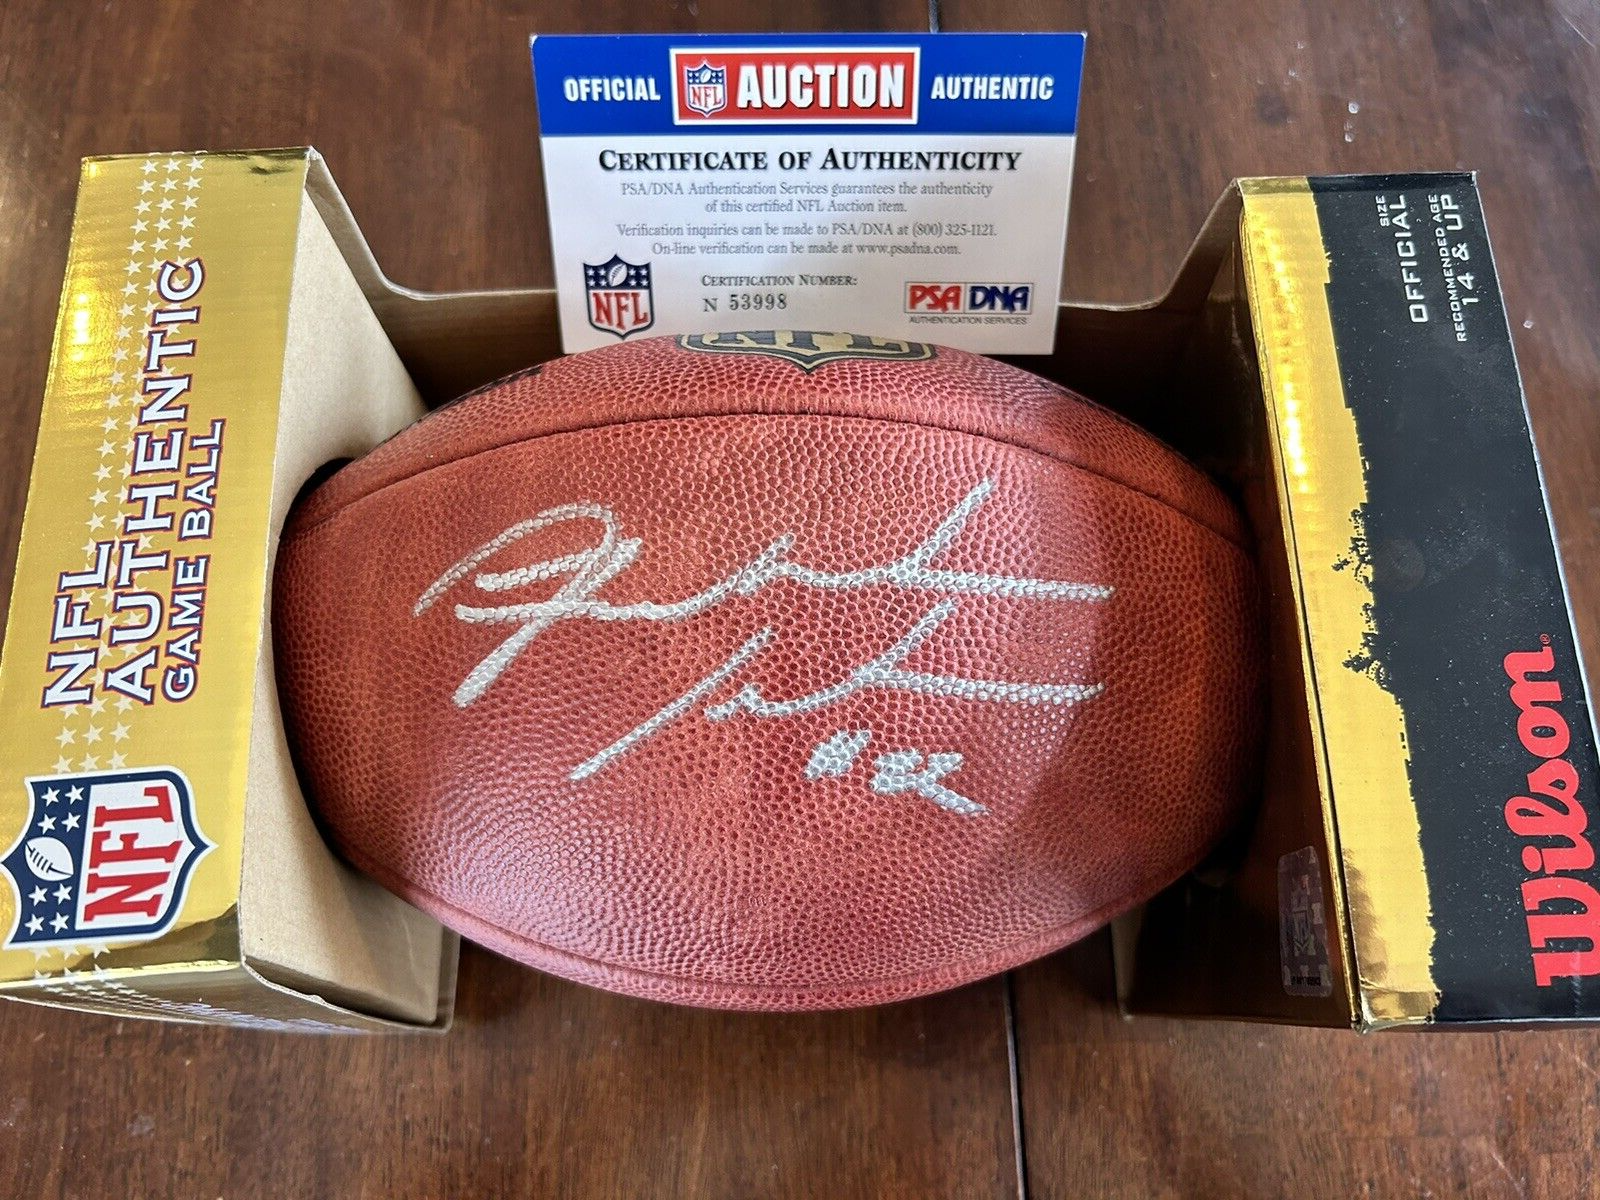 OFFICIAL NFL AUCTION AUTHENTIC
CERTIFICATE OF AUTHENTICITY
PSA/DNA Authentication Services guarantees the authenticity
of this certified NFL Auction item.
Verification inquiries can be made to PSA/DNA at (800) 325-1121.
On-line verification can be made at www.psadna.com.
NFL
CERTIFICATION NUMBER:
N 53998
PSA DNA
AUTHENTICATION SERVICES
NFL
AUTHENTIC
GAME BALL
NFL
NFL
#82
SIZE
OFFICIAL
RECOMMENDED AGE
14 & UP
Wilson®